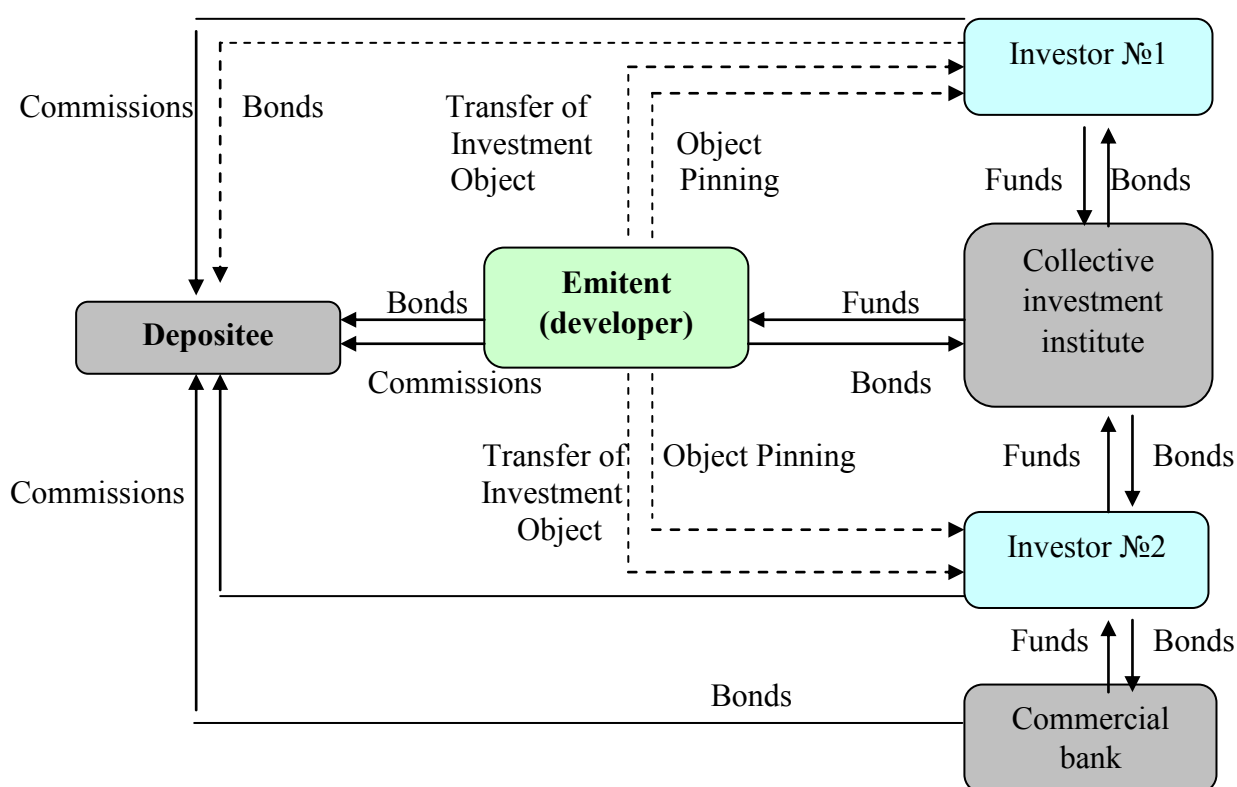 Investor №1
Commissions
Bonds
Transfer of
Investment
Object
Object
Pinning
Funds
Bonds
Collective
investment
institute
Emitent
(developer)
Bonds
Funds
Depositee
Commissions
Bonds
Transfer of
Investment
Object
Object Pinning
Funds
Bonds
Commissions
Investor №2
Funds
Bonds
Bonds
Commercial
bank